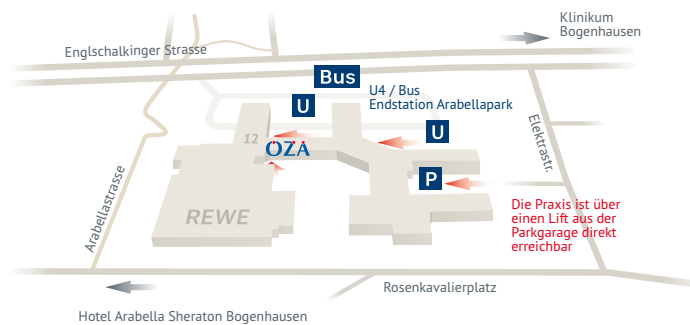 Klinikum
Bogenhausen
Englschalkinger Strasse
Bus
U4 / Bus
Endstation Arabellapark
U
U
12
ÖZA
P
Elektrastr.
Arabellastrasse
REWE
Die Praxis ist über
einen Lift aus der
Parkgarage direkt
erreichbar
Rosenkavalierplatz
Hotel Arabella Sheraton Bogenhausen